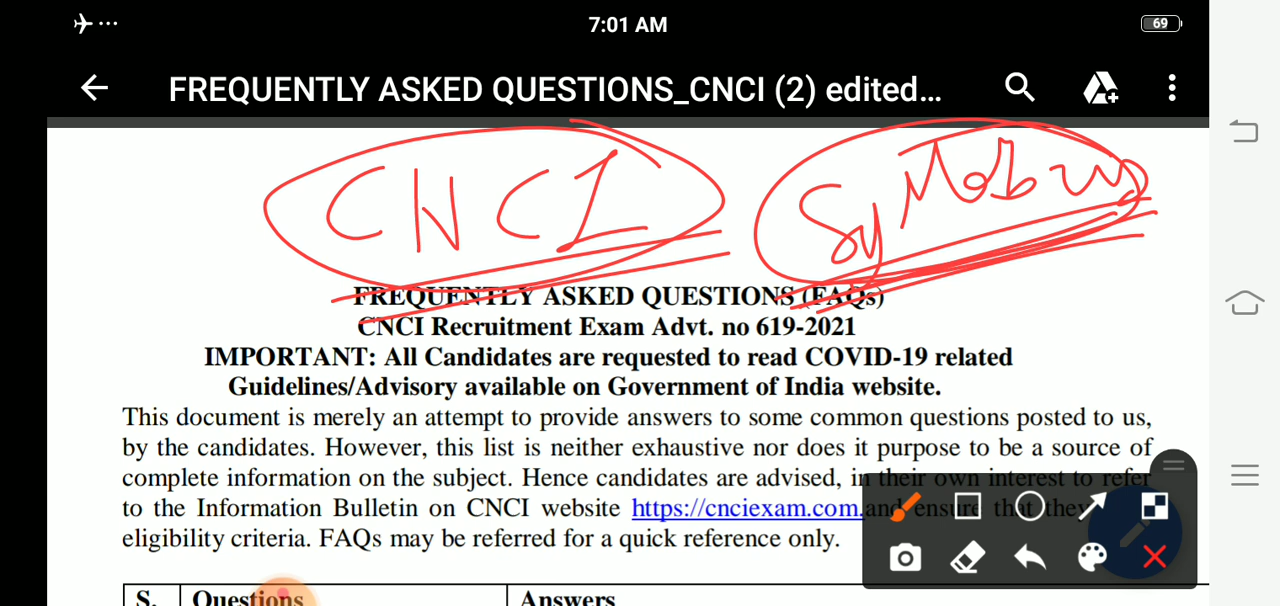 7:01 AM
69
FREQUENTLY ASKED QUESTIONS_CNCI (2) edited...
CNCI
FREQUENTLY ASKED QUESTIONS (FAQs)
CNCI Recruitment Exam Advt. no 619-2021
IMPORTANT: All Candidates are requested to read COVID-19 related
Guidelines/Advisory available on Government of India website.
This document is merely an attempt to provide answers to some common questions posted to us,
by the candidates. However, this list is neither exhaustive nor does it purpose to be a source of
complete information on the subject. Hence candidates are advised, in their own interest to refer
to the Information Bulletin on CNCI website https://cnciexam.com.and ensure that they
eligibility criteria. FAQs may be referred for a quick reference only.
S. Questions Answers